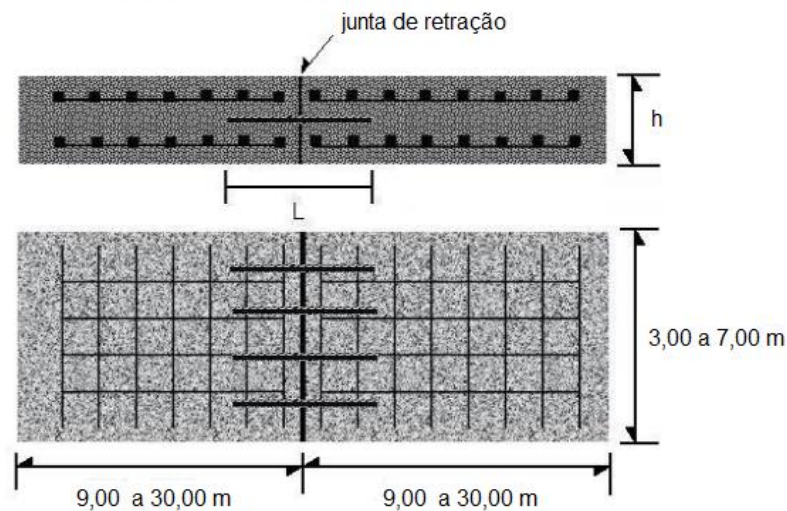 junta de retração
h
L
3,00 a 7,00 m
9,00 a 30,00 m
9,00 a 30,00 m